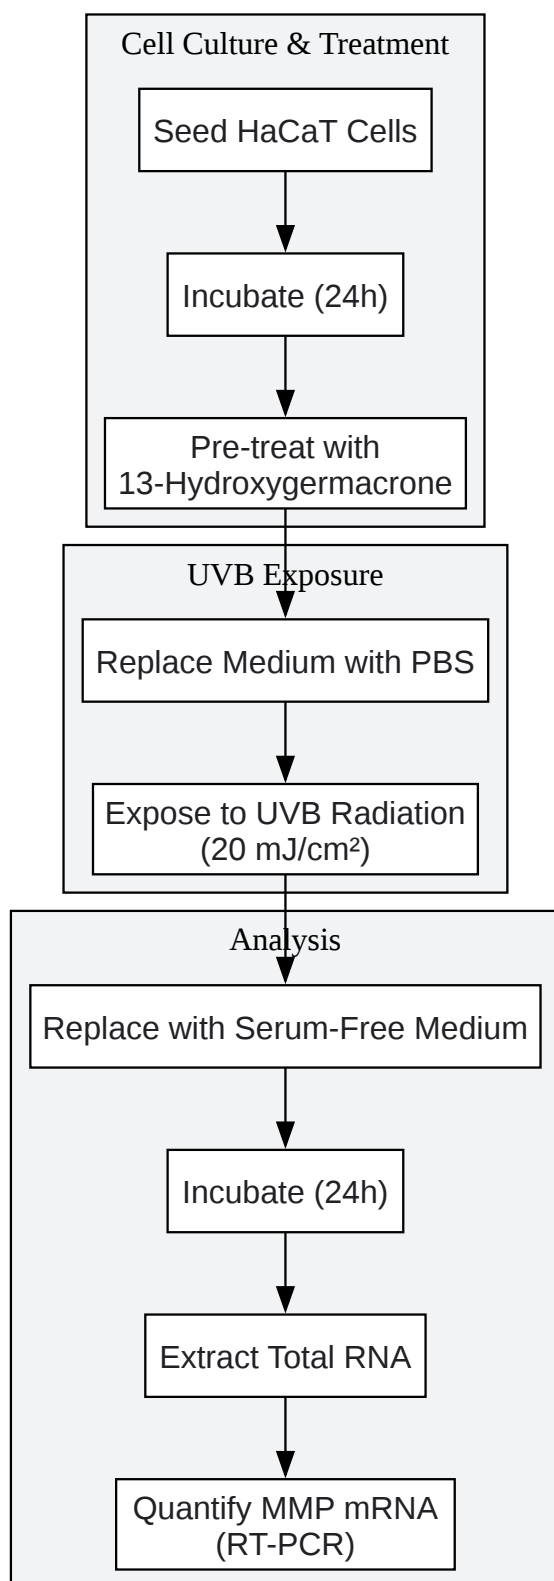 Cell Culture & Treatment
Seed HaCaT Cells
Incubate (24h)
Pre-treat with
13-Hydroxygermacrone
UVB Exposure
Replace Medium with PBS
Expose to UVB Radiation
(20 mJ/cm²)
Analysis
Replace with Serum-Free Medium
Incubate (24h)
Extract Total RNA
Quantify MMP mRNA
(RT-PCR)